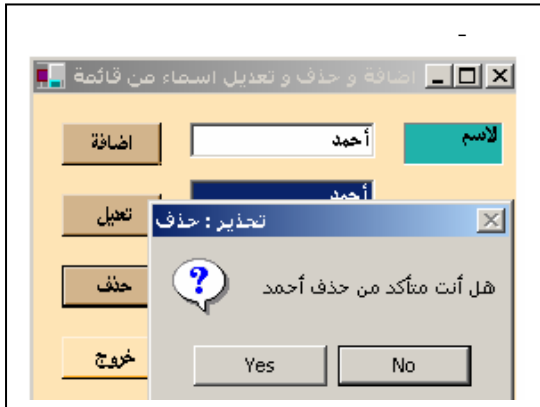 -
اضافة و حذف و تعديل اسماء من قائمة
الاسم
أحمد
اضافة
أحمد
تعديل
تحذير : حذف
حذف
هل أنت متأكد من حذف أحمد
خروج
Yes
No